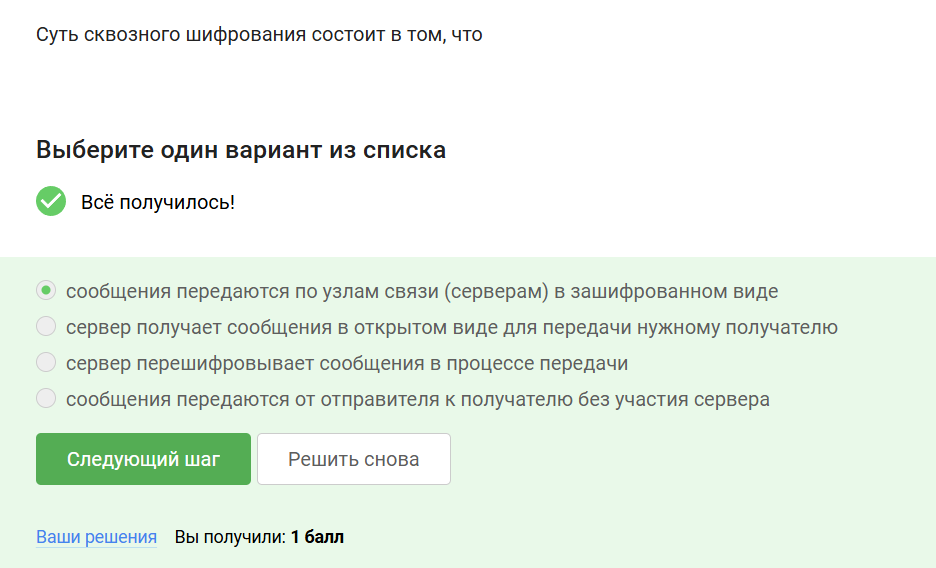 Суть сквозного шифрования состоит в том, что
Выберите один вариант из списка
Всё получилось!
сообщения передаются по узлам связи (серверам) в зашифрованном виде
сервер получает сообщения в открытом виде для передачи нужному получателю
сервер перешифровывает сообщения в процессе передачи
сообщения передаются от отправителя к получателю без участия сервера
Следующий шаг
Решить снова
Ваши решения Вы получили: 1 балл